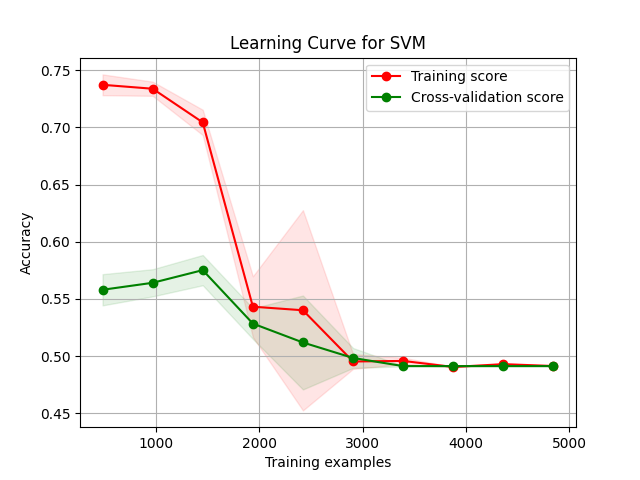 Learning Curve for SVM
Training score
Cross-validation score
0.75
0.70
0.65
0.60
0.55
0.50
0.45
Accuracy
1000 2000 3000 4000 5000
Training examples